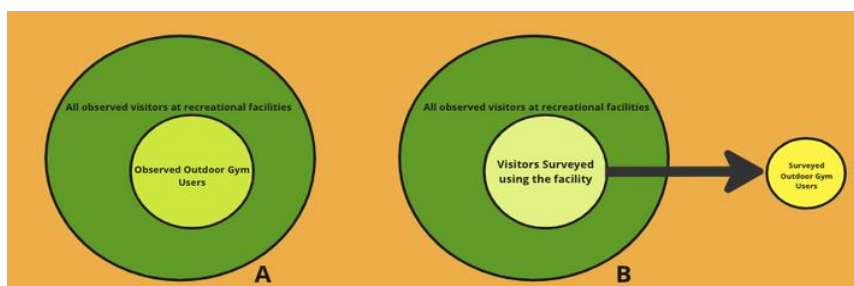 All observed visitors at recreational facilities
Observed Outdoor Gym
Users
A
All observed visitors at recreational facilities
Visitors Surveyed
using the facility
B
Surveyed
Outdoor Gym
Users